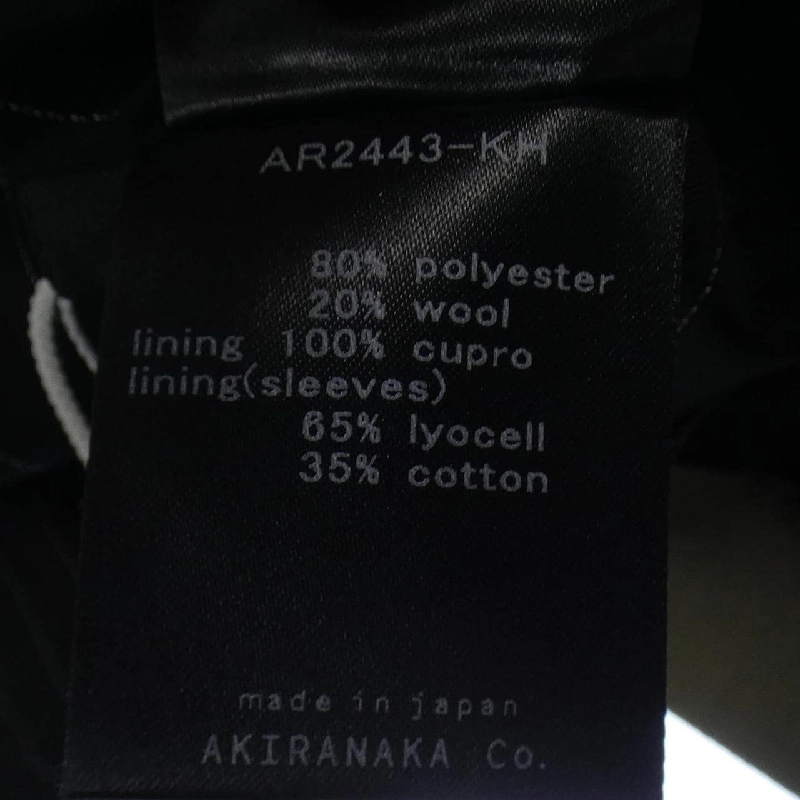 AR2443-KH
80% polyester
20% wool
lining 100% cupro
lining(sleeves)
65% lyocell
35% cotton
made in japan
AKIRANAKA Co.